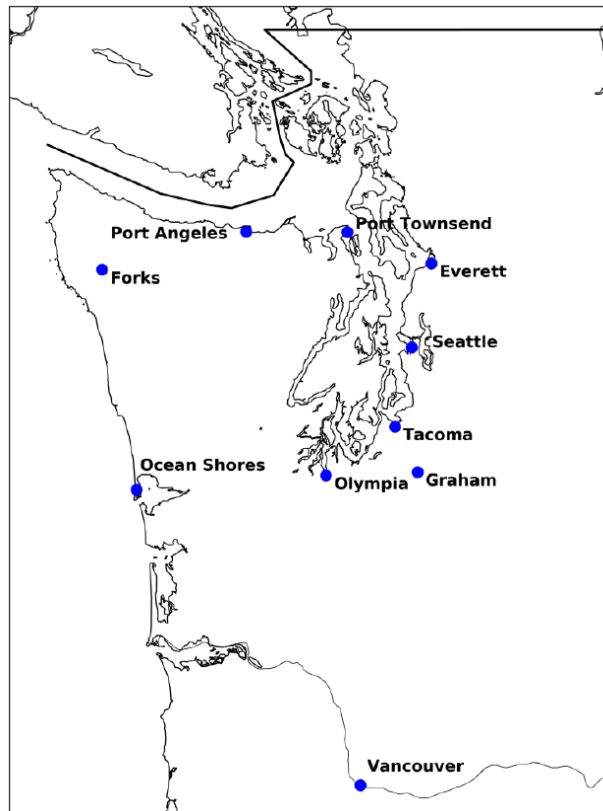 Port Townsend
Port Angeles
Everett
Forks
Seattle
Tacoma
Ocean Shores
Olympia
Graham
Vancouver